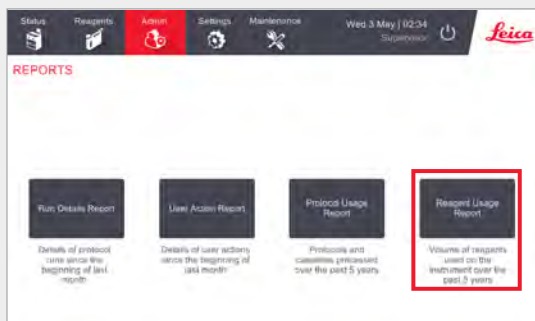 Status Reagents Admin Settings Maintenance Wed 3 May | 02:34
Supervisor
Leica
REPORTS
Run Details Report
User Action Report
Protocol Usage
Report
Reagent Usage
Report
Details of protocol
runs since the
beginning of last
month
Details of user actions
since the beginning of
last month
Protocols and
cassettes processed
over the past 5 years
Volume of reagents
used on the
instrument over the
past 5 years